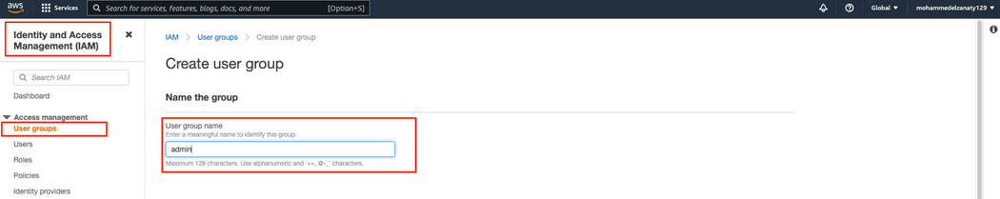 aws
Services
Search for services, features, blogs, docs, and more
[Option+S]
Global
mohammedelzanaty129
Identity and Access
Management (IAM)
Search IAM
Dashboard
Access management
User groups
Users
Roles
Policies
Identity providers
IAM > User groups > Create user group
Create user group
Name the group
User group name
Enter a meaningful name to identify this group.
admin
Maximum 128 characters. Use alphanumeric and '+=,.@-_' characters.